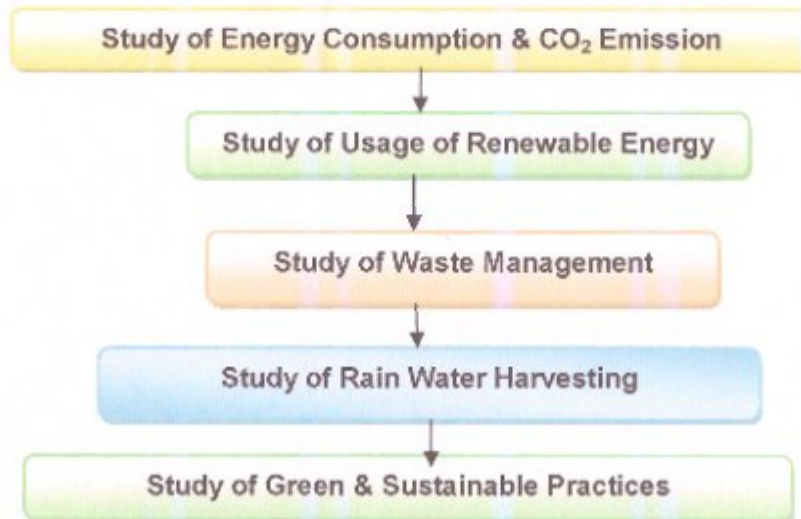 Study of Energy Consumption & CO₂ Emission
Study of Usage of Renewable Energy
Study of Waste Management
Study of Rain Water Harvesting
Study of Green & Sustainable Practices